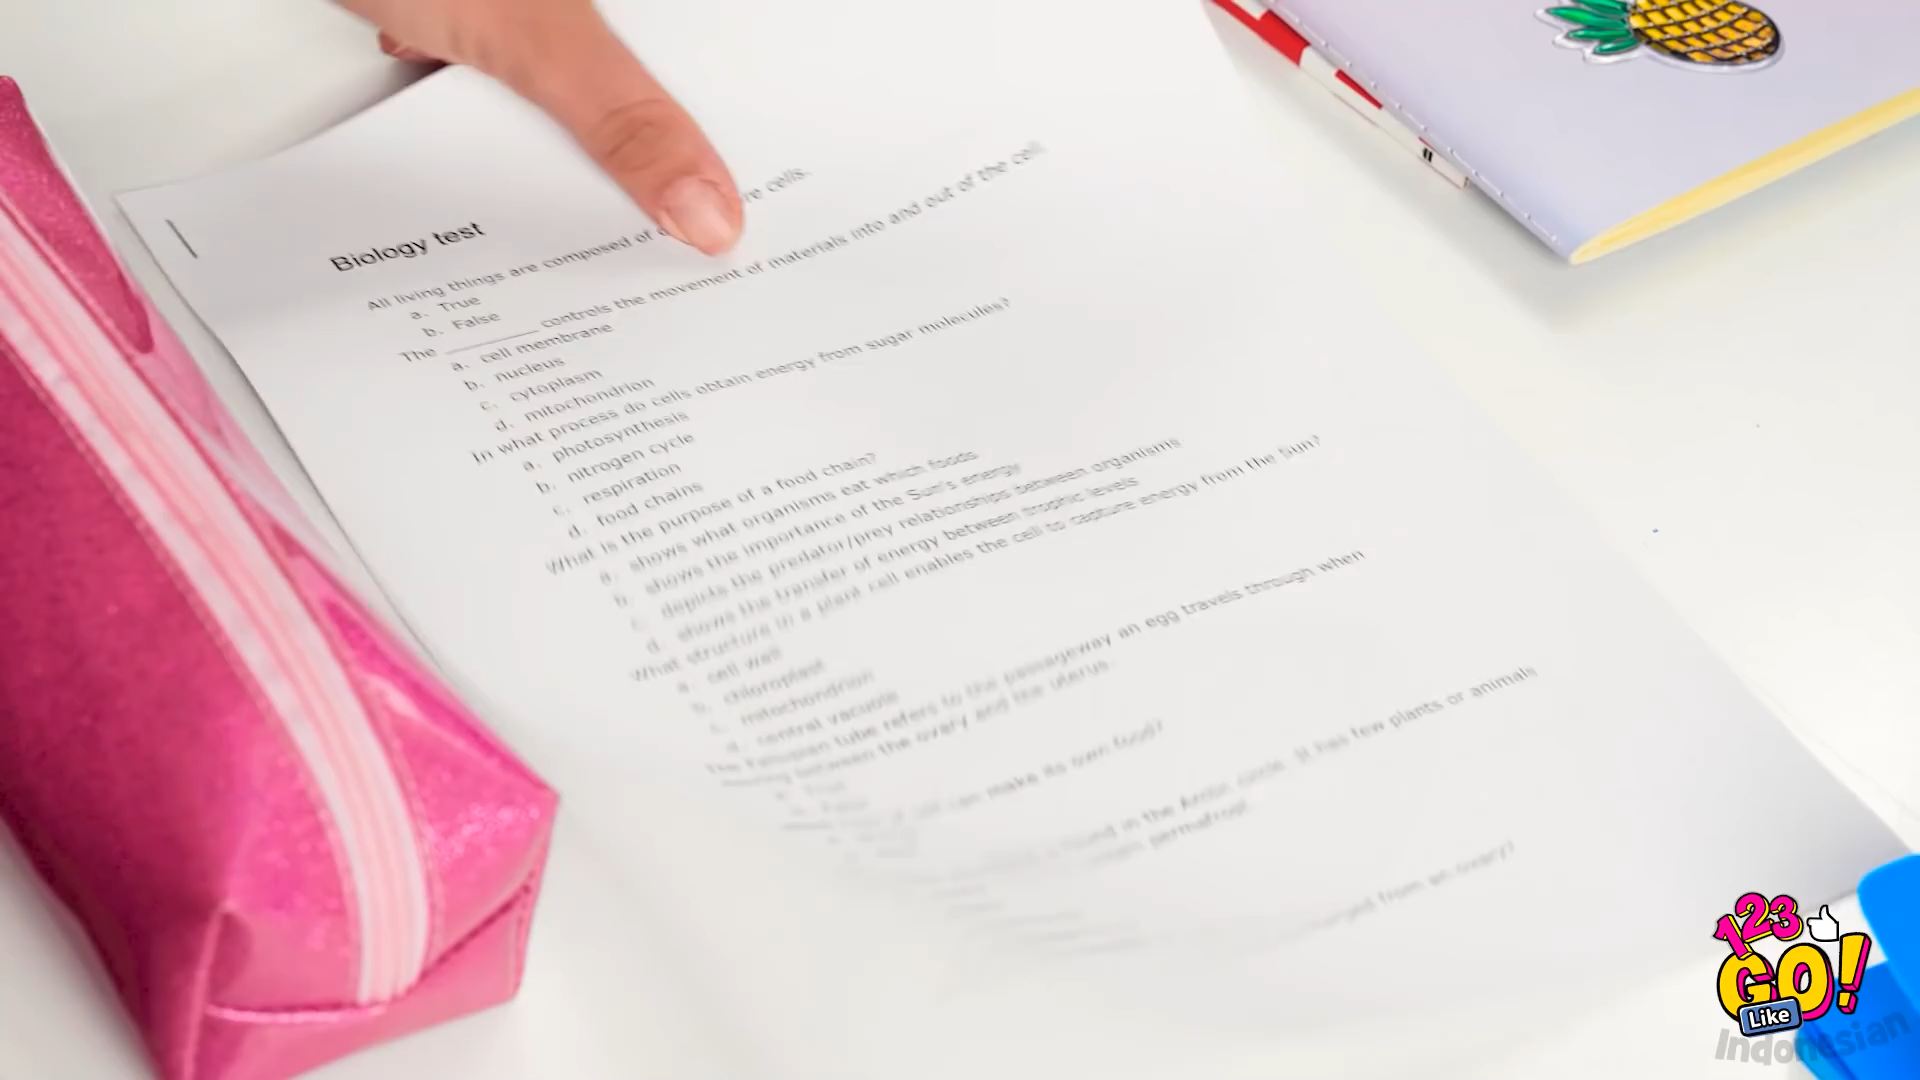 Biology test
All living things are composed of re cells.
a. True
b. False
The ________ controls the movement of materials into and out of the cell.
a. cell membrane
b. nucleus
c. cytoplasm
d. mitochondrion
In what process do cells obtain energy from sugar molecules?
a. photosynthesis
b. nitrogen cycle
c. respiration
d. food chains
What is the purpose of a food chain?
a. shows what organisms eat which foods
b. shows the importance of the Sun's energy
c. depicts the predator/prey relationships between organisms
d. shows the transfer of energy between trophic levels
What structure in a plant cell enables the cell to capture energy from the Sun?
a. cell wall
b. chloroplast
c. mitochondrion
d. central vacuole
The Fallopian tube refers to the passageway an egg travels through when
moving between the ovary and the uterus.
a. True
b. False
can make its own food?
found in the Arctic circle. It has few plants or animals
permafrost.
from an ovary?
123
GO!
Like
Indonesian